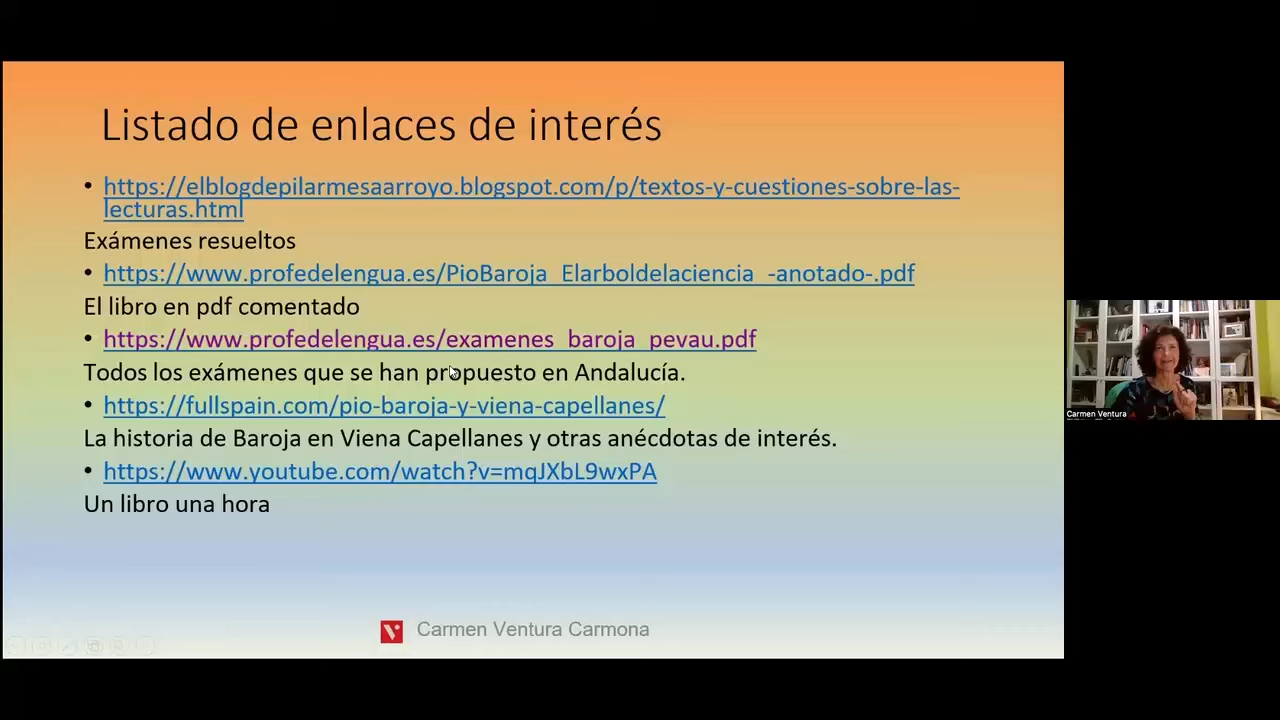 Listado de enlaces de interés
• https://elblogdepilarmesaarroyo.blogspot.com/p/textos-y-cuestiones-sobre-las-
lecturas.html
Exámenes resueltos
• https://www.profedelengua.es/PioBaroja_Elarboldelaciencia_-anotado-.pdf
El libro en pdf comentado
• https://www.profedelengua.es/examenes_baroja_pevau.pdf
Todos los exámenes que se han propuesto en Andalucía.
• https://fullspain.com/pio-baroja-y-viena-capellanes/
La historia de Baroja en Viena Capellanes y otras anécdotas de interés.
• https://www.youtube.com/watch?v=mqJXbL9wxPA
Un libro una hora
Carmen Ventura Carmona
Carmen Ventura